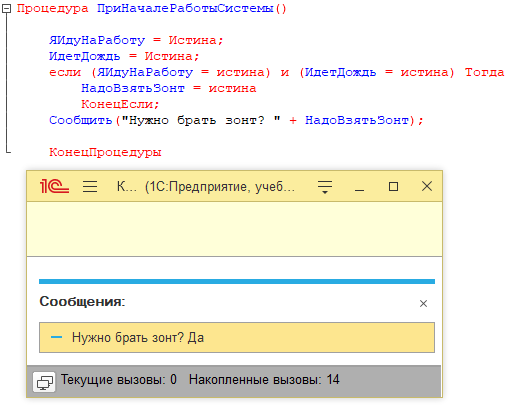 Процедура ПриНачалеРаботыСистемы()
ЯИдуНаРаботу = Истина;
ИдетДождь = Истина;
если (ЯИдуНаРаботу = истина) и (ИдетДождь = истина) Тогда
НадоВзятьЗонт = истина
КонецЕсли;
Сообщить("Нужно брать зонт? " + НадоВзятьЗонт);
КонецПроцедуры
1С К... (1С:Предприятие, учеб...
Сообщения:
Нужно брать зонт? Да
Текущие вызовы: 0 Накопленные вызовы: 14